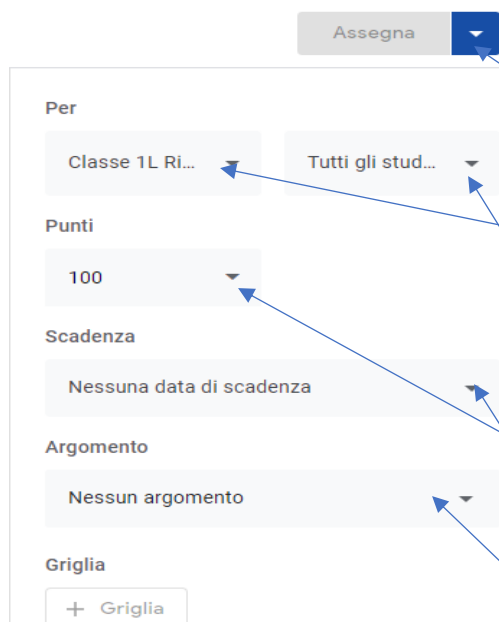 Assegna
Per
Classe 1L Ri... Tutti gli stud...
Punti
100
Scadenza
Nessuna data di scadenza
Argomento
Nessun argomento
Griglia
+ Griglia